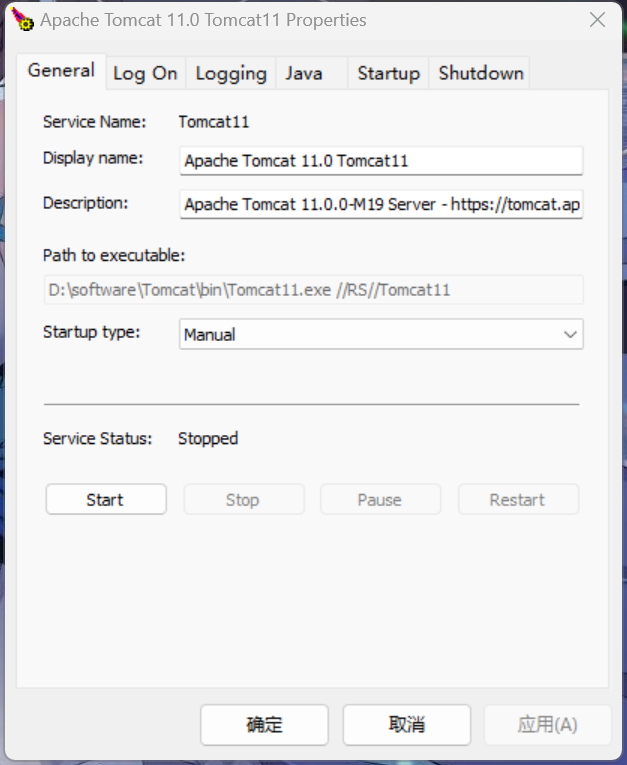 Apache Tomcat 11.0 Tomcat11 Properties
General Log On Logging Java Startup Shutdown
Service Name: Tomcat11
Display name: Apache Tomcat 11.0 Tomcat11
Description: Apache Tomcat 11.0.0-M19 Server - https://tomcat.ap
Path to executable:
D:\software\Tomcat\bin\Tomcat11.exe //RS//Tomcat11
Startup type: Manual
Service Status: Stopped
Start Stop Pause Restart
确定 取消 应用(A)